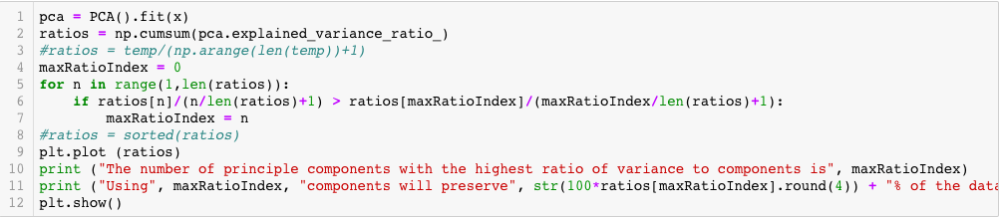 1 pca = PCA().fit(x)
2 ratios = np.cumsum(pca.explained_variance_ratio_)
3 #ratios = temp/(np.arange(len(temp))+1)
4 maxRatioIndex = 0
5 for n in range(1,len(ratios)):
6     if ratios[n]/(n/len(ratios)+1) > ratios[maxRatioIndex]/(maxRatioIndex/len(ratios)+1):
7         maxRatioIndex = n
8 #ratios = sorted(ratios)
9 plt.plot (ratios)
10 print ("The number of principle components with the highest ratio of variance to components is", maxRatioIndex)
11 print ("Using", maxRatioIndex, "components will preserve", str(100*ratios[maxRatioIndex].round(4)) + "% of the data
12 plt.show()